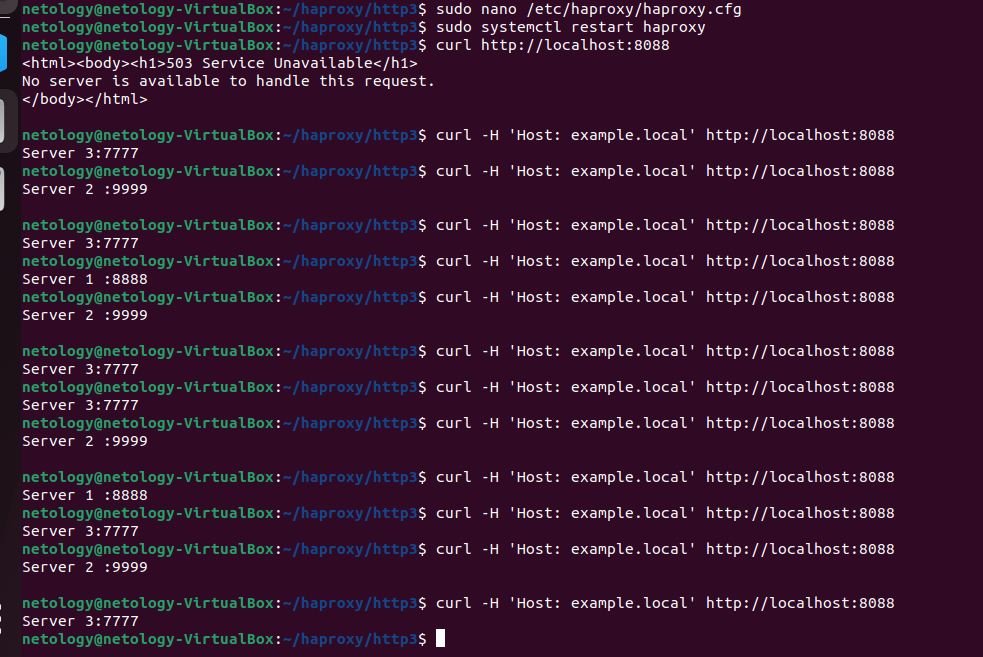 netology@netology-VirtualBox:~/haproxy/http3$ sudo nano /etc/haproxy/haproxy.cfg
netology@netology-VirtualBox:~/haproxy/http3$ sudo systemctl restart haproxy
netology@netology-VirtualBox:~/haproxy/http3$ curl http://localhost:8088
<html><body><h1>503 Service Unavailable</h1>
No server is available to handle this request.
</body></html>
netology@netology-VirtualBox:~/haproxy/http3$ curl -H 'Host: example.local' http://localhost:8088
Server 3:7777
netology@netology-VirtualBox:~/haproxy/http3$ curl -H 'Host: example.local' http://localhost:8088
Server 2 :9999
netology@netology-VirtualBox:~/haproxy/http3$ curl -H 'Host: example.local' http://localhost:8088
Server 3:7777
netology@netology-VirtualBox:~/haproxy/http3$ curl -H 'Host: example.local' http://localhost:8088
Server 1 :8888
netology@netology-VirtualBox:~/haproxy/http3$ curl -H 'Host: example.local' http://localhost:8088
Server 2 :9999
netology@netology-VirtualBox:~/haproxy/http3$ curl -H 'Host: example.local' http://localhost:8088
Server 3:7777
netology@netology-VirtualBox:~/haproxy/http3$ curl -H 'Host: example.local' http://localhost:8088
Server 3:7777
netology@netology-VirtualBox:~/haproxy/http3$ curl -H 'Host: example.local' http://localhost:8088
Server 2 :9999
netology@netology-VirtualBox:~/haproxy/http3$ curl -H 'Host: example.local' http://localhost:8088
Server 1 :8888
netology@netology-VirtualBox:~/haproxy/http3$ curl -H 'Host: example.local' http://localhost:8088
Server 3:7777
netology@netology-VirtualBox:~/haproxy/http3$ curl -H 'Host: example.local' http://localhost:8088
Server 2 :9999
netology@netology-VirtualBox:~/haproxy/http3$ curl -H 'Host: example.local' http://localhost:8088
Server 3:7777
netology@netology-VirtualBox:~/haproxy/http3$